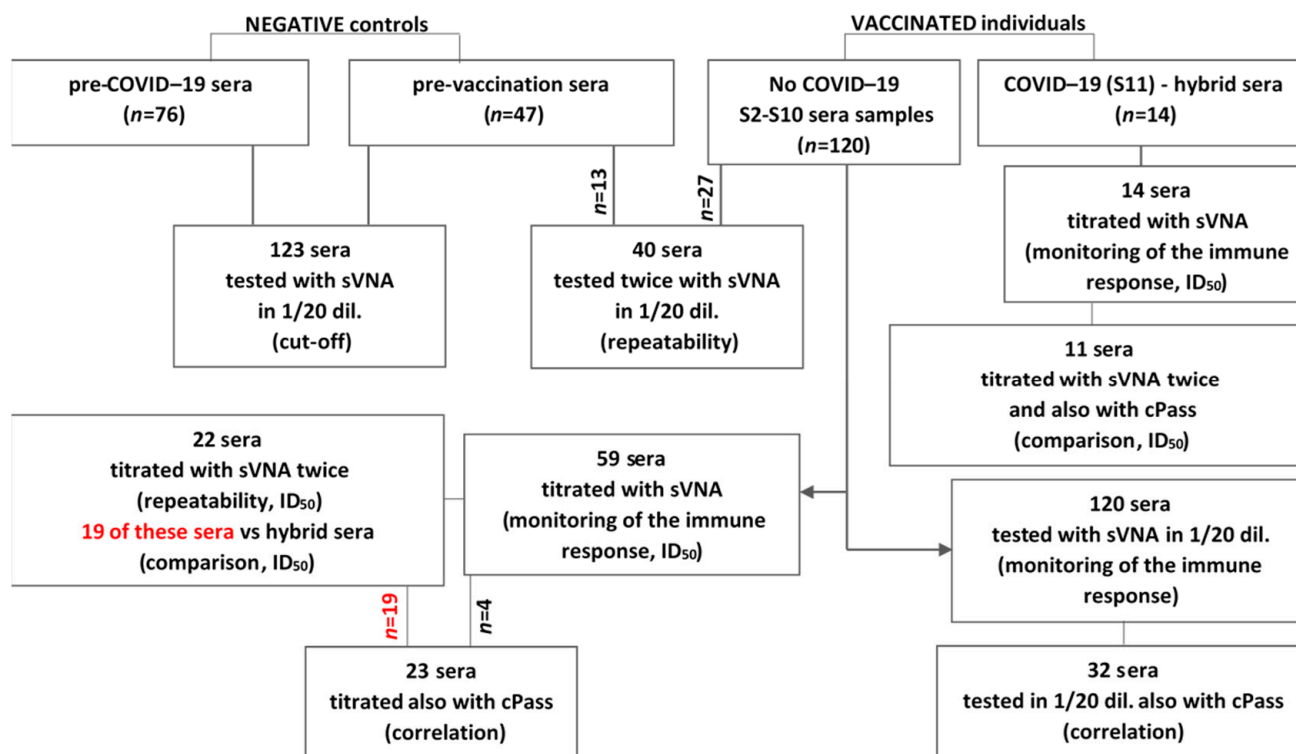 NEGATIVE controls
VACCINATED individuals
pre-COVID–19 sera
(n=76)
pre-vaccination sera
(n=47)
No COVID–19
S2-S10 sera samples
(n=120)
COVID–19 (S11) - hybrid sera
(n=14)
n=13
n=27
123 sera
tested with sVNA
in 1/20 dil.
(cut-off)
40 sera
tested twice with sVNA
in 1/20 dil.
(repeatability)
14 sera
titrated with sVNA
(monitoring of the immune
response, ID₅₀)
11 sera
titrated with sVNA twice
and also with cPass
(comparison, ID₅₀)
22 sera
titrated with sVNA twice
(repeatability, ID₅₀)
19 of these sera vs hybrid sera
(comparison, ID₅₀)
59 sera
titrated with sVNA
(monitoring of the immune
response, ID₅₀)
120 sera
tested with sVNA in 1/20 dil.
(monitoring of the immune
response)
n=19
n=4
23 sera
titrated also with cPass
(correlation)
32 sera
tested in 1/20 dil. also with cPass
(correlation)